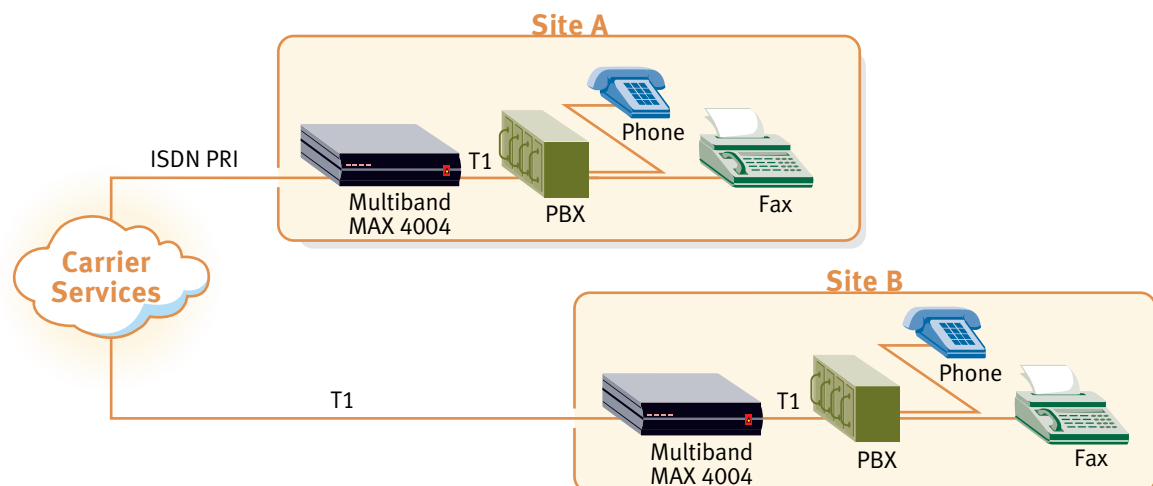 Site A
Phone
ISDN PRI
T1
Multiband
MAX 4004
PBX
Fax
Carrier
Services
Site B
Phone
T1
T1
Multiband
MAX 4004
PBX
Fax